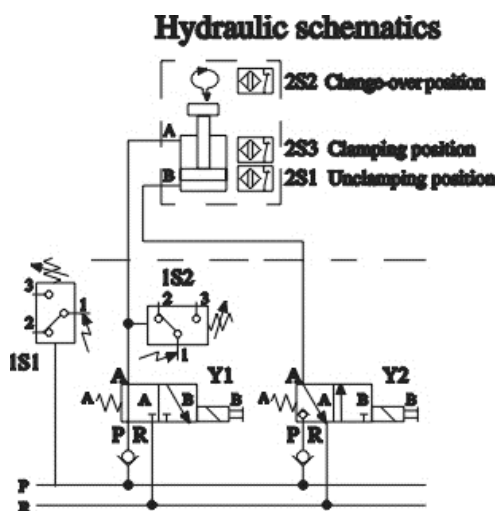 Hydraulic schematics
2S2 Change-over position
A
2S3 Clamping position
B
2S1 Unclamping position
1S2
3
2
3
1
2
1S1
1
A
Y1
A
Y2
A
A
B
B
A
A
B
B
P R
P R
P
R